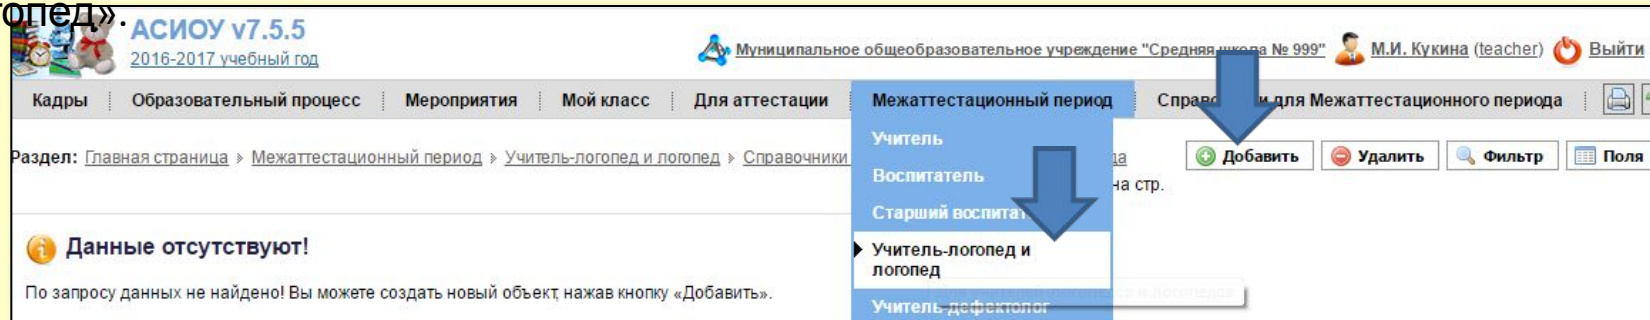 опед».
АСИОУ v7.5.5
2016-2017 учебный год
Муниципальное общеобразовательное учреждение "Средняя школа № 999" М.И. Кукина (teacher) Выйти
Кадры Образовательный процесс Мероприятия Мой класс Для аттестации Межаттестационный период для Межаттестационного периода
Раздел: Главная страница » Межаттестационный период » Учитель-логопед и логопед » Справочники
Добавить Удалить Фильтр Поля
на стр.
Учитель
Воспитатель
Старший
Учитель-логопед и
логопед
Учитель-дефектолог
Данные отсутствуют!
По запросу данных не найдено! Вы можете создать новый объект, нажав кнопку «Добавить».